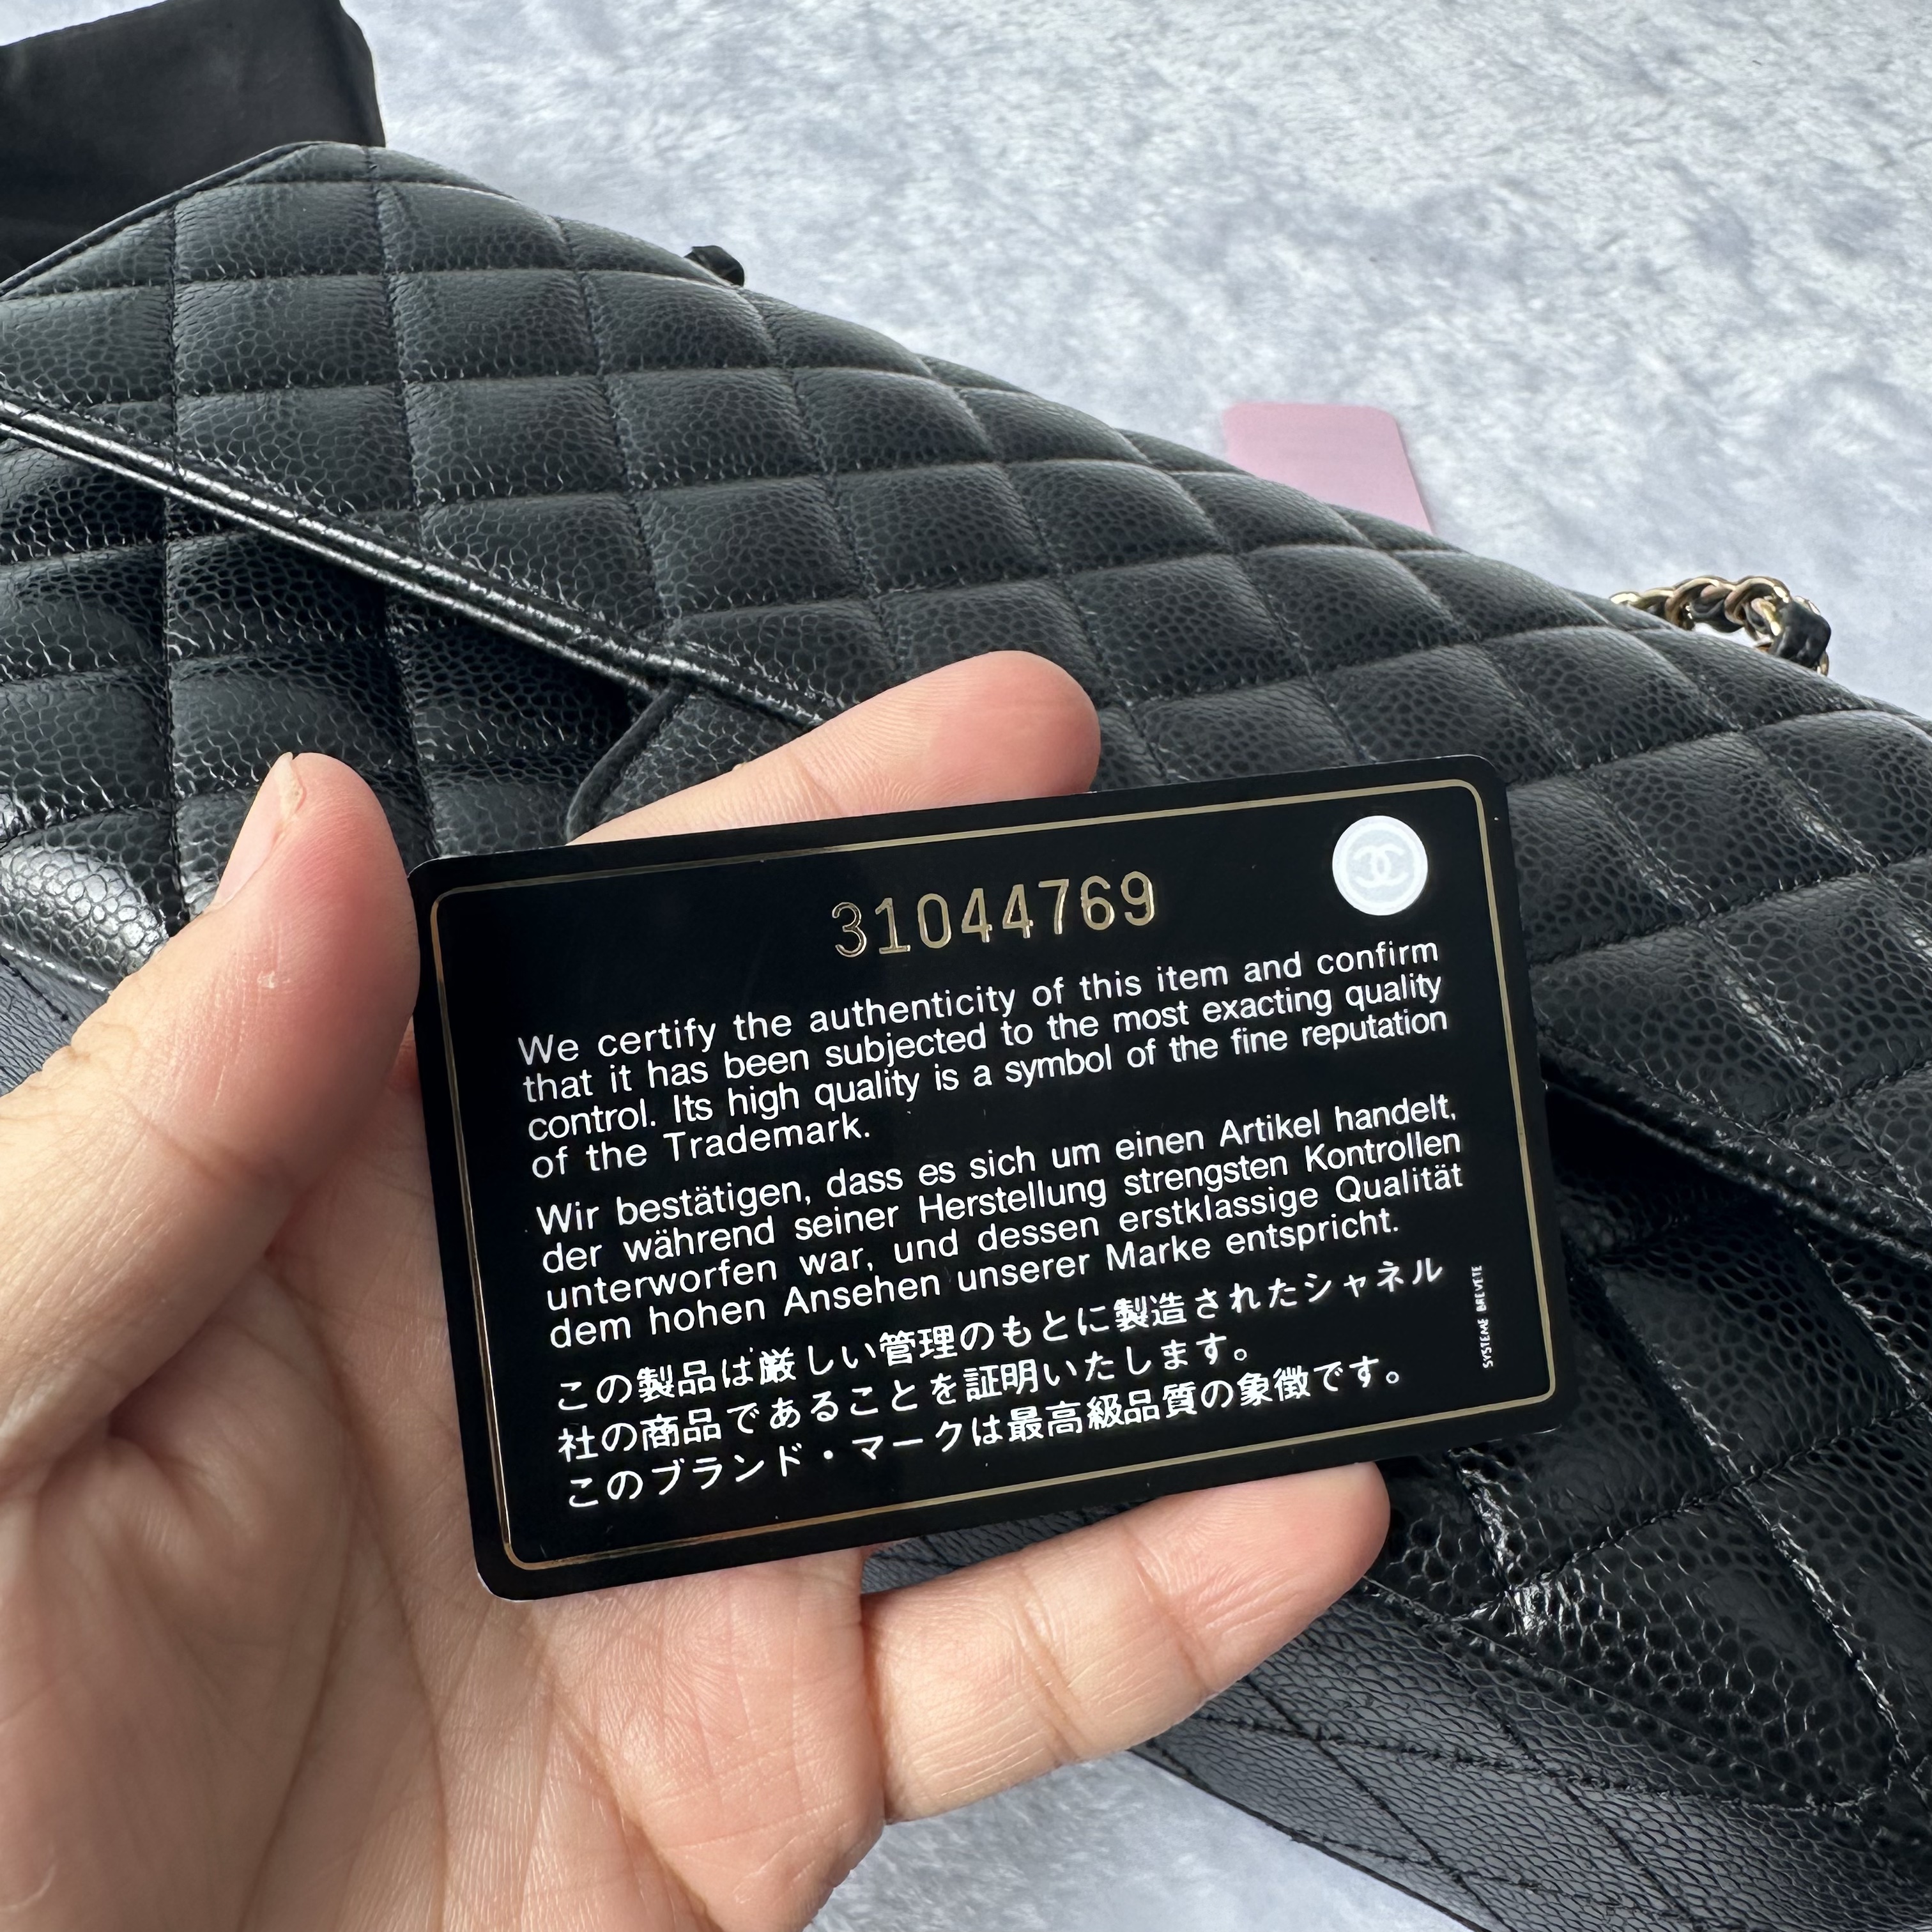 31044769
We certify the authenticity of this item and confirm
that it has been subjected to the most exacting quality
control. Its high quality is a symbol of the fine reputation
of the Trademark.
Wir bestätigen, dass es sich um einen Artikel handelt,
der während seiner Herstellung strengsten Kontrollen
unterworfen war, und dessen erstklassige Qualität
dem hohen Ansehen unserer Marke entspricht.
この製品は厳しい管理のもとに製造されたシャネル
社の商品であることを証明いたします。
このブランド・マークは最高級品質の象徴です。
SYSTEME BREVETE